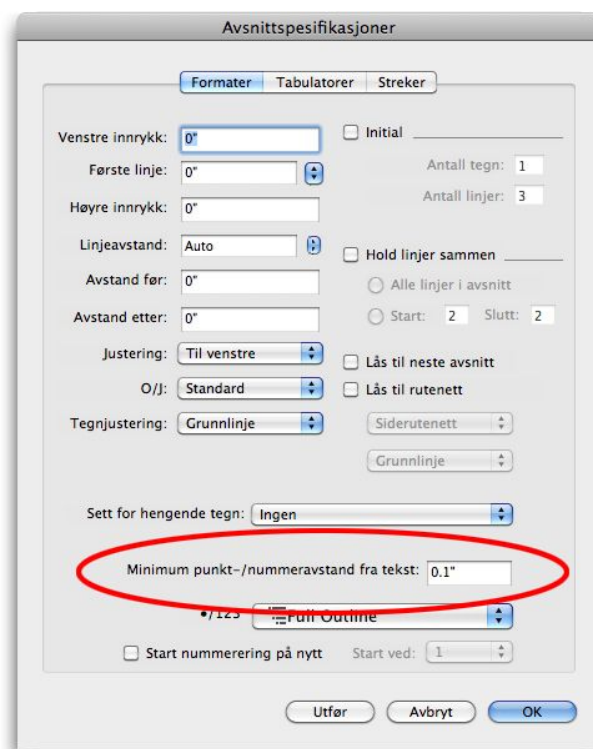 Avsnittspesifikasjoner
Formater Tabulatorer Streker
Venstre innrykk: 0"
Initial
Første linje: 0"
Antall tegn: 1
Høyre innrykk: 0"
Antall linjer: 3
Linjeavstand: Auto
Hold linjer sammen
Avstand før: 0"
Alle linjer i avsnitt
Avstand etter: 0"
Start: 2 Slutt: 2
Justering: Til venstre
Lås til neste avsnitt
O/J: Standard
Lås til rutenett
Tegnjustering: Grunnlinje
Siderutenett
Grunnlinje
Sett for hengende tegn: Ingen
Minimum punkt-/nummeravstand fra tekst: 0.1"
•/123 Full Outline
Start nummerering på nytt Start ved: 1
Utfør Avbryt OK